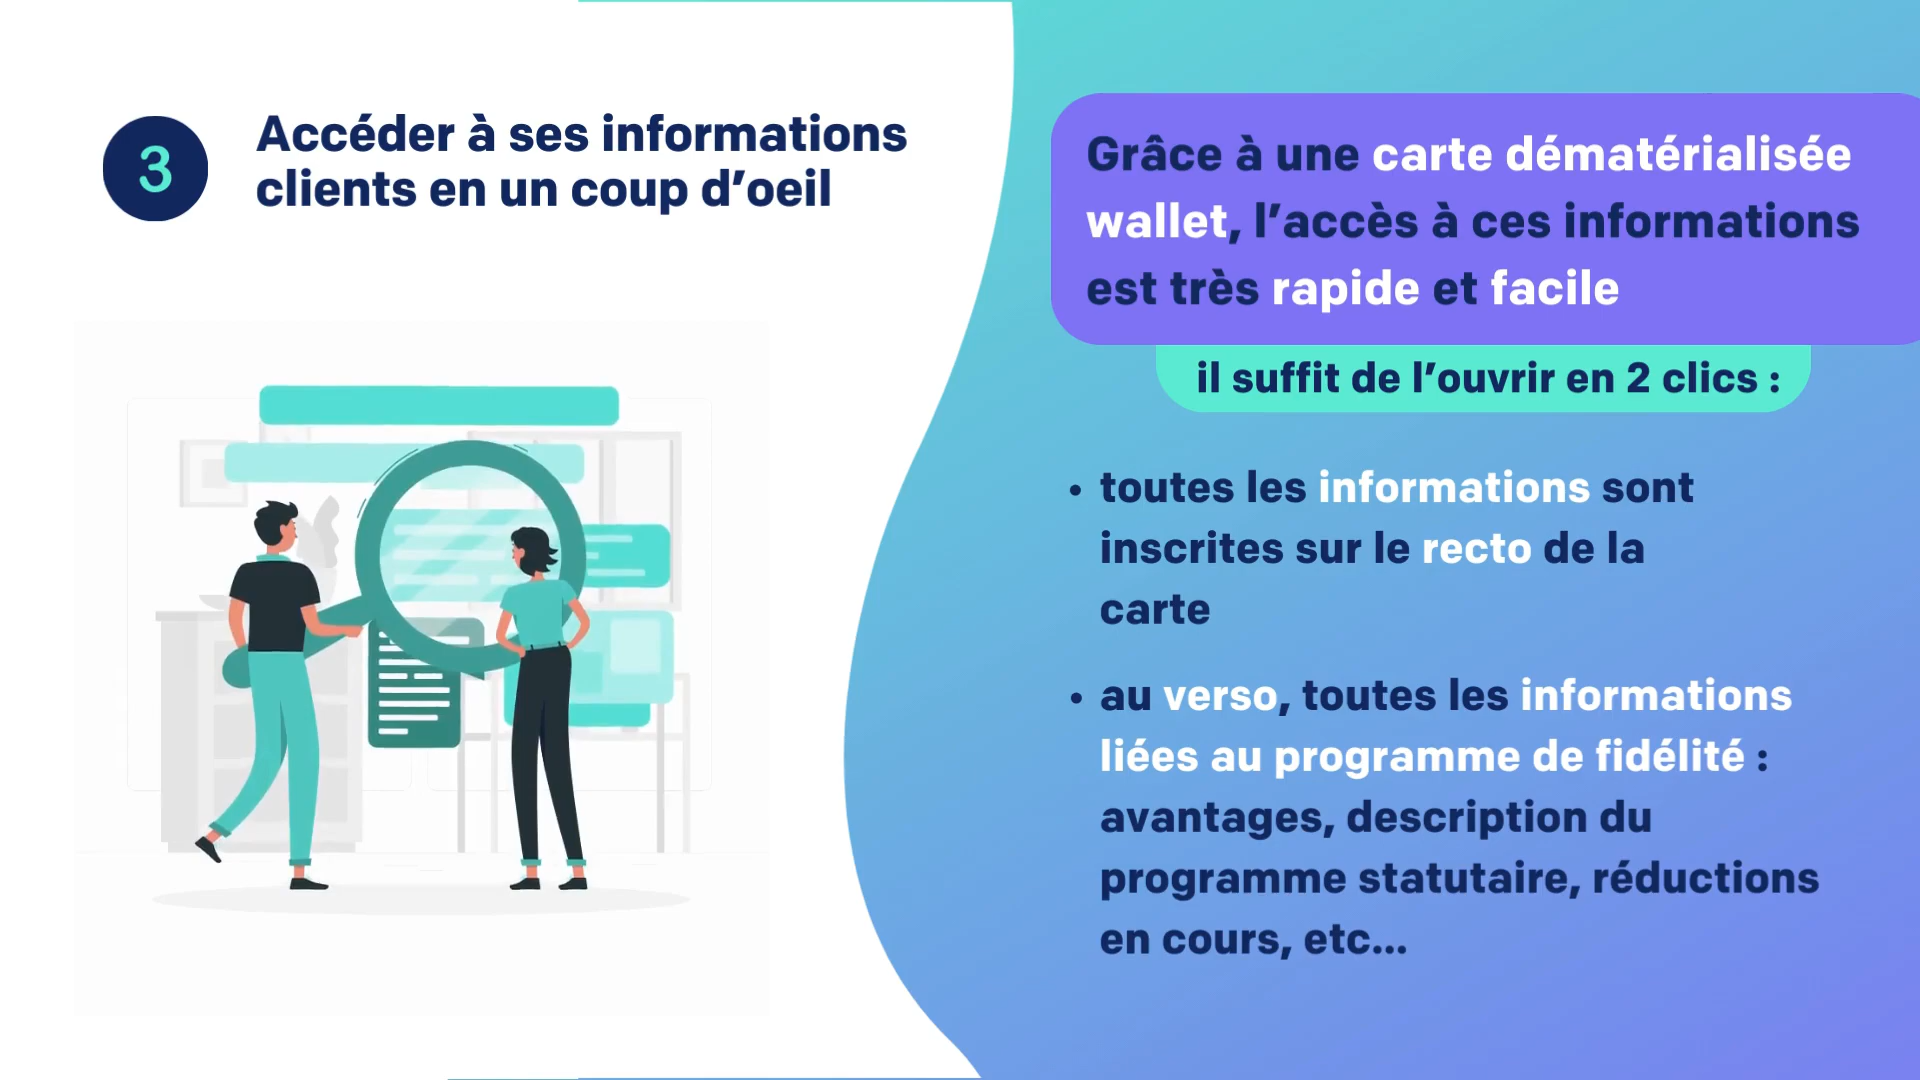 3
Accéder à ses informations
clients en un coup d’oeil
Grâce à une carte dématérialisée
wallet, l’accès à ces informations
est très rapide et facile
il suffit de l’ouvrir en 2 clics :
• toutes les informations sont
inscrites sur le recto de la
carte
• au verso, toutes les informations
liées au programme de fidélité :
avantages, description du
programme statutaire, réductions
en cours, etc...